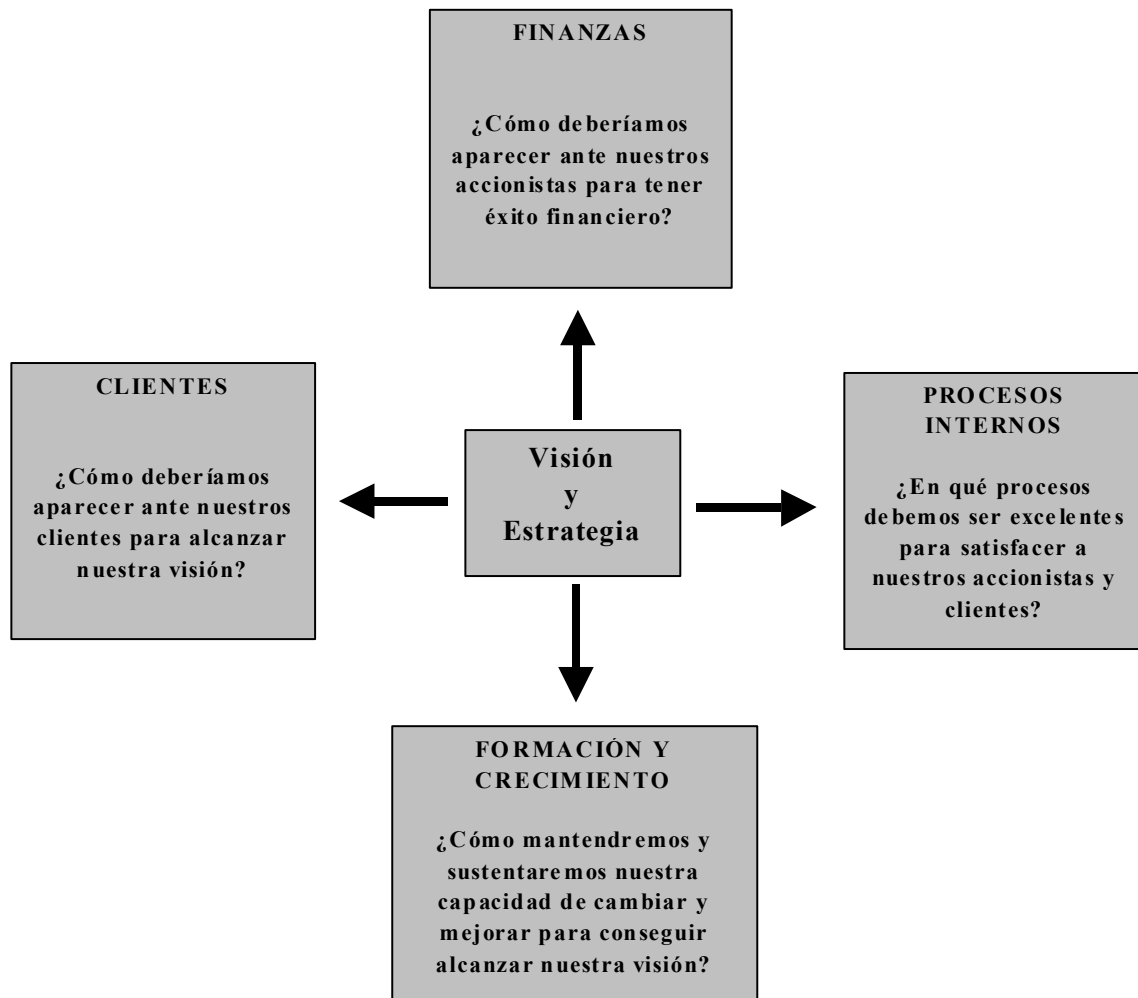 FINANZAS
¿Cómo deberíamos
aparecer ante nuestros
accionistas para tener
éxito financiero?
CLIENTES
¿Cómo deberíamos
aparecer ante nuestros
clientes para alcanzar
nuestra visión?
Visión
y
Estrategia
PROCESOS
INTERNOS
¿En qué procesos
debemos ser excelentes
para satisfacer a
nuestros accionistas y
clientes?
FORMACIÓN Y
CRECIMIENTO
¿Cómo mantendremos y
sustentaremos nuestra
capacidad de cambiar y
mejorar para conseguir
alcanzar nuestra visión?